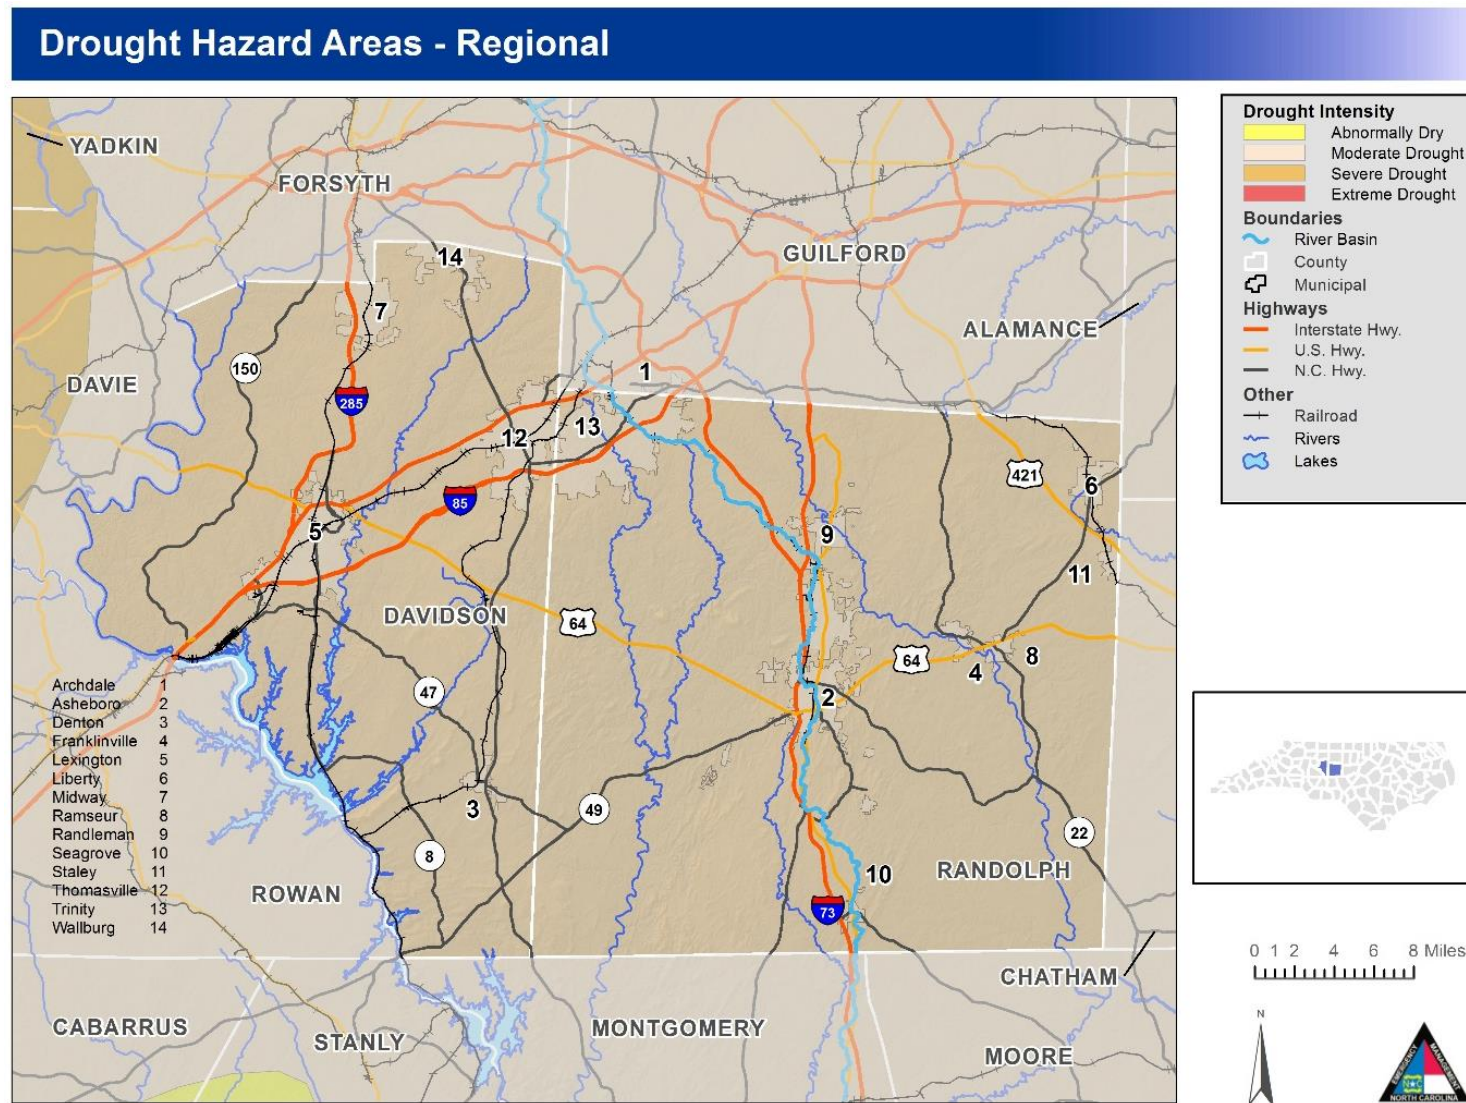 Drought Hazard Areas - Regional
YADKIN
FORSYTH
GUILFORD
ALAMANCE
DAVIE
DAVIDSON
ROWAN
RANDOLPH
CHATHAM
CABARRUS
STANLY
MONTGOMERY
MOORE
14
7
150
285
1
13
12
85
5
421
6
9
11
64
64
4
8
47
2
3
49
8
22
10
73
Archdale 1
Asheboro 2
Denton 3
Franklinville 4
Lexington 5
Liberty 6
Midway 7
Ramseur 8
Randleman 9
Seagrove 10
Staley 11
Thomasville 12
Trinity 13
Wallburg 14
Drought Intensity
Abnormally Dry
Moderate Drought
Severe Drought
Extreme Drought
Boundaries
River Basin
County
Municipal
Highways
Interstate Hwy.
U.S. Hwy.
N.C. Hwy.
Other
Railroad
Rivers
Lakes
0 1 2 4 6 8 Miles
N
EMERGENCY
MANAGEMENT
N C
NORTH CAROLINA